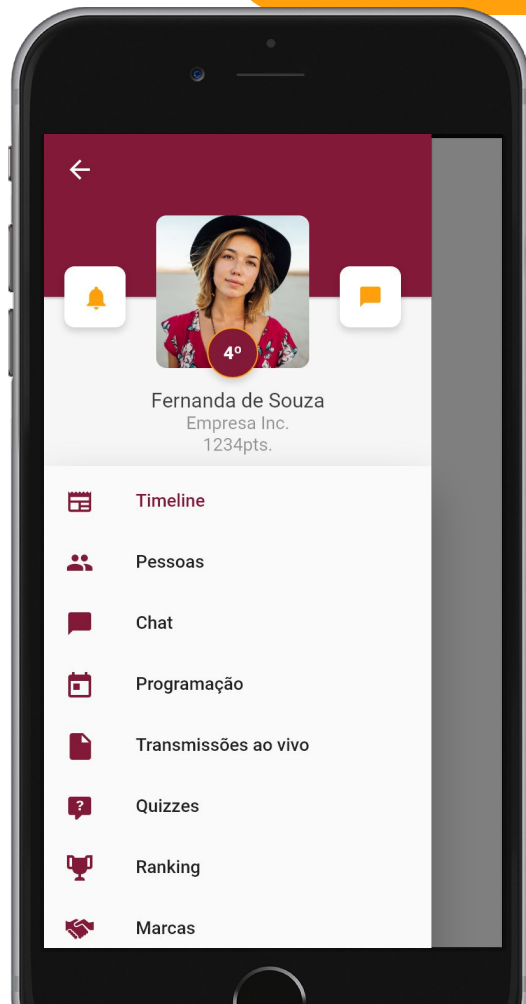 4º
Fernanda de Souza
Empresa Inc.
1234pts.
Timeline
Pessoas
Chat
Programação
Transmissões ao vivo
?
Quizzes
Ranking
Marcas